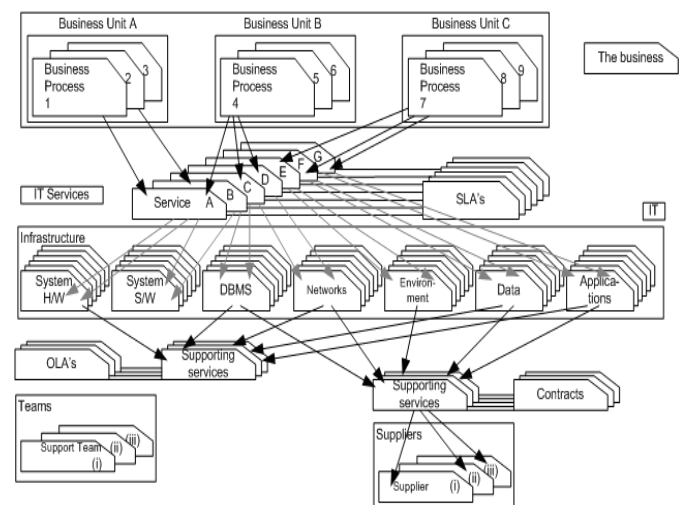 Business Unit A
Business Unit B
Business Unit C
Business
Process
1
2
3
Business
Process
4
5
6
Business
Process
7
8
9
The business
IT Services
Service
A
B
C
D
E
F
G
SLA's
IT
Infrastructure
System
H/W
System
S/W
DBMS
Networks
Environ-
ment
Data
Applica-
tions
OLA's
Supporting
services
Supporting
services
Contracts
Teams
Support Team
(i)
(ii)
(iii)
Suppliers
Supplier
(i)
(ii)
(iii)